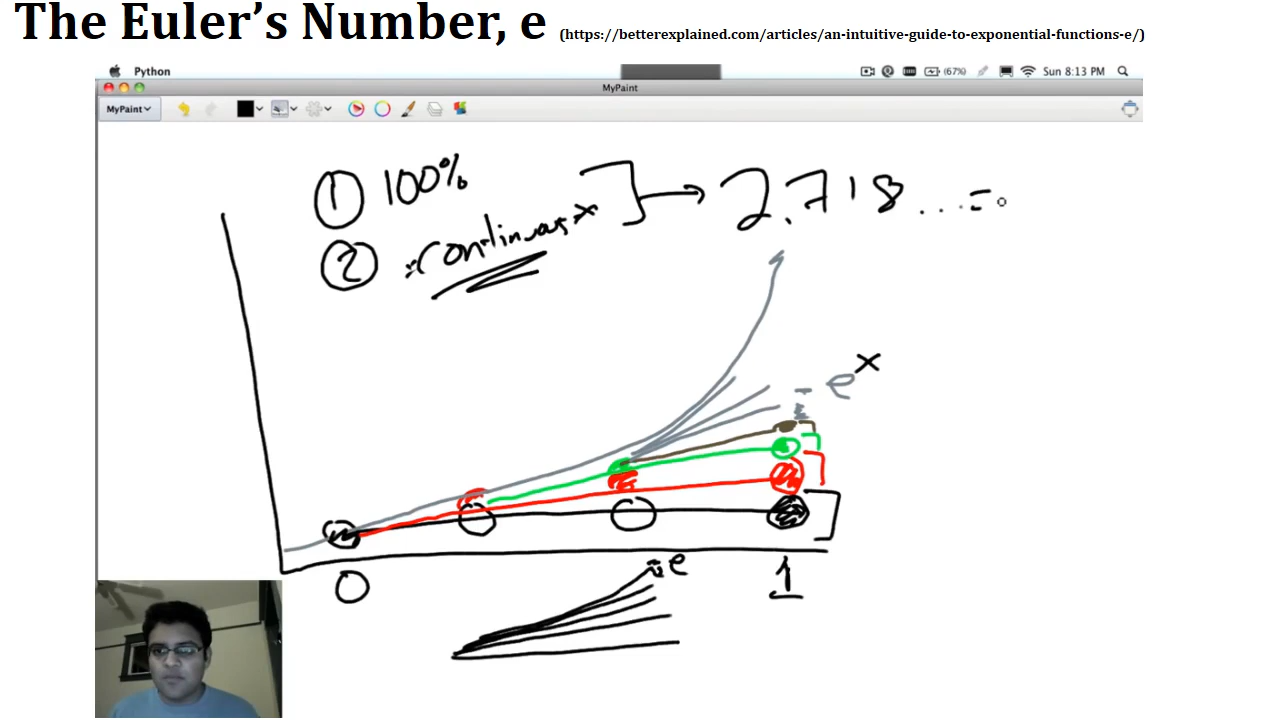 The Euler's Number, e (https://betterexplained.com/articles/an-intuitive-guide-to-exponential-functions-e/)
Python (67%) Sun 8:13 PM
MyPaint
MyPaint
① 100%
② continuous
2.718... =
e^x
e
0 1